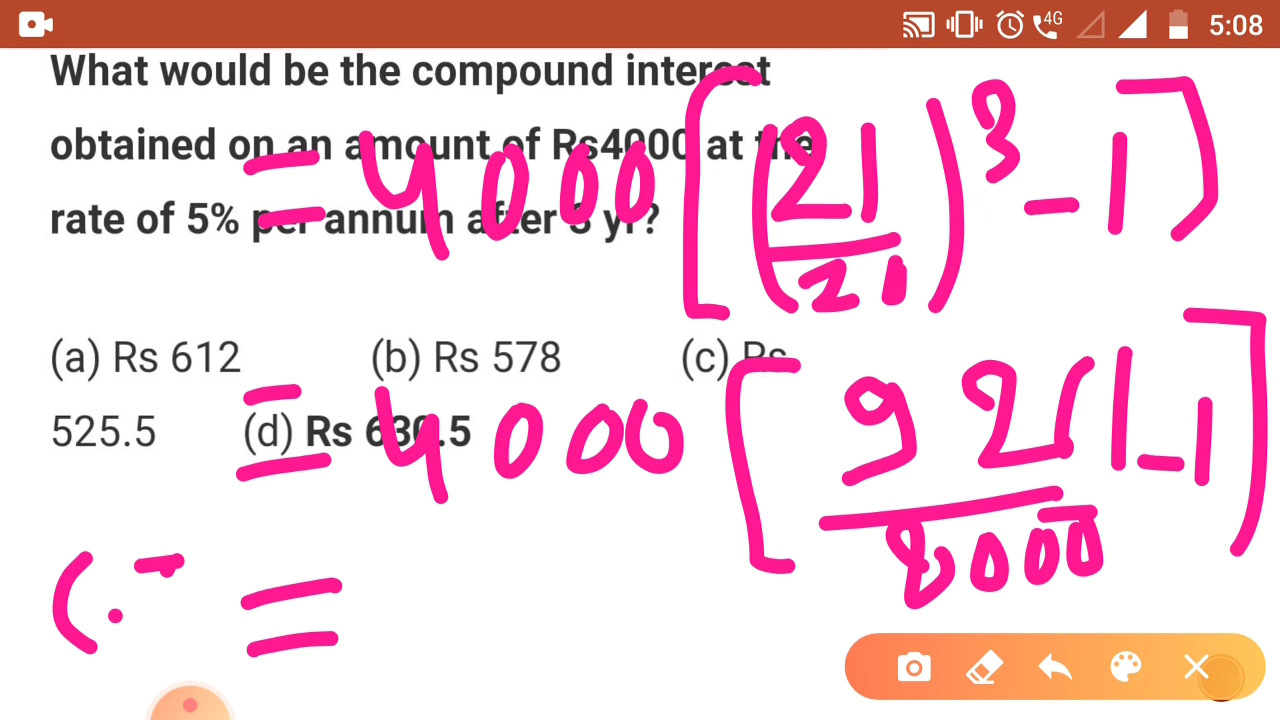 4G 5:08
What would be the compound interest
obtained on an amount of Rs4000 at the
rate of 5% per annum after 3 yr?
= 4000 [(21/21)³ - 1]
(a) Rs 612 (b) Rs 578 (c) Rs
525.5 (d) Rs 630.5
= 4000 [9261/8000 - 1]
=